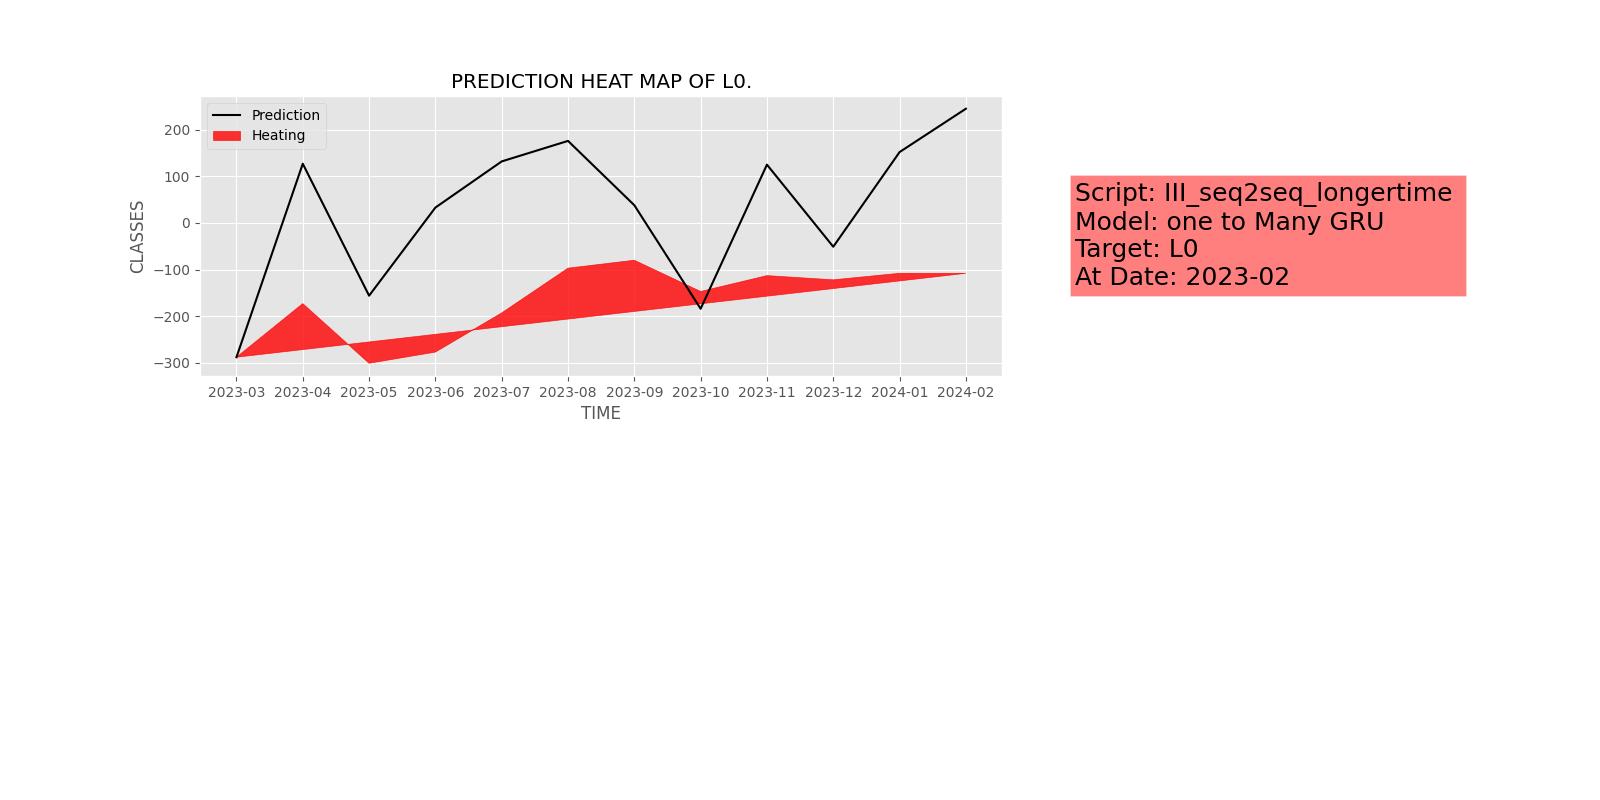 PREDICTION HEAT MAP OF L0.
Prediction
Heating
CLASSES
200
100
0
−100
−200
−300
2023-03 2023-04 2023-05 2023-06 2023-07 2023-08 2023-09 2023-10 2023-11 2023-12 2024-01 2024-02
TIME
Script: III_seq2seq_longertime
Model: one to Many GRU
Target: L0
At Date: 2023-02